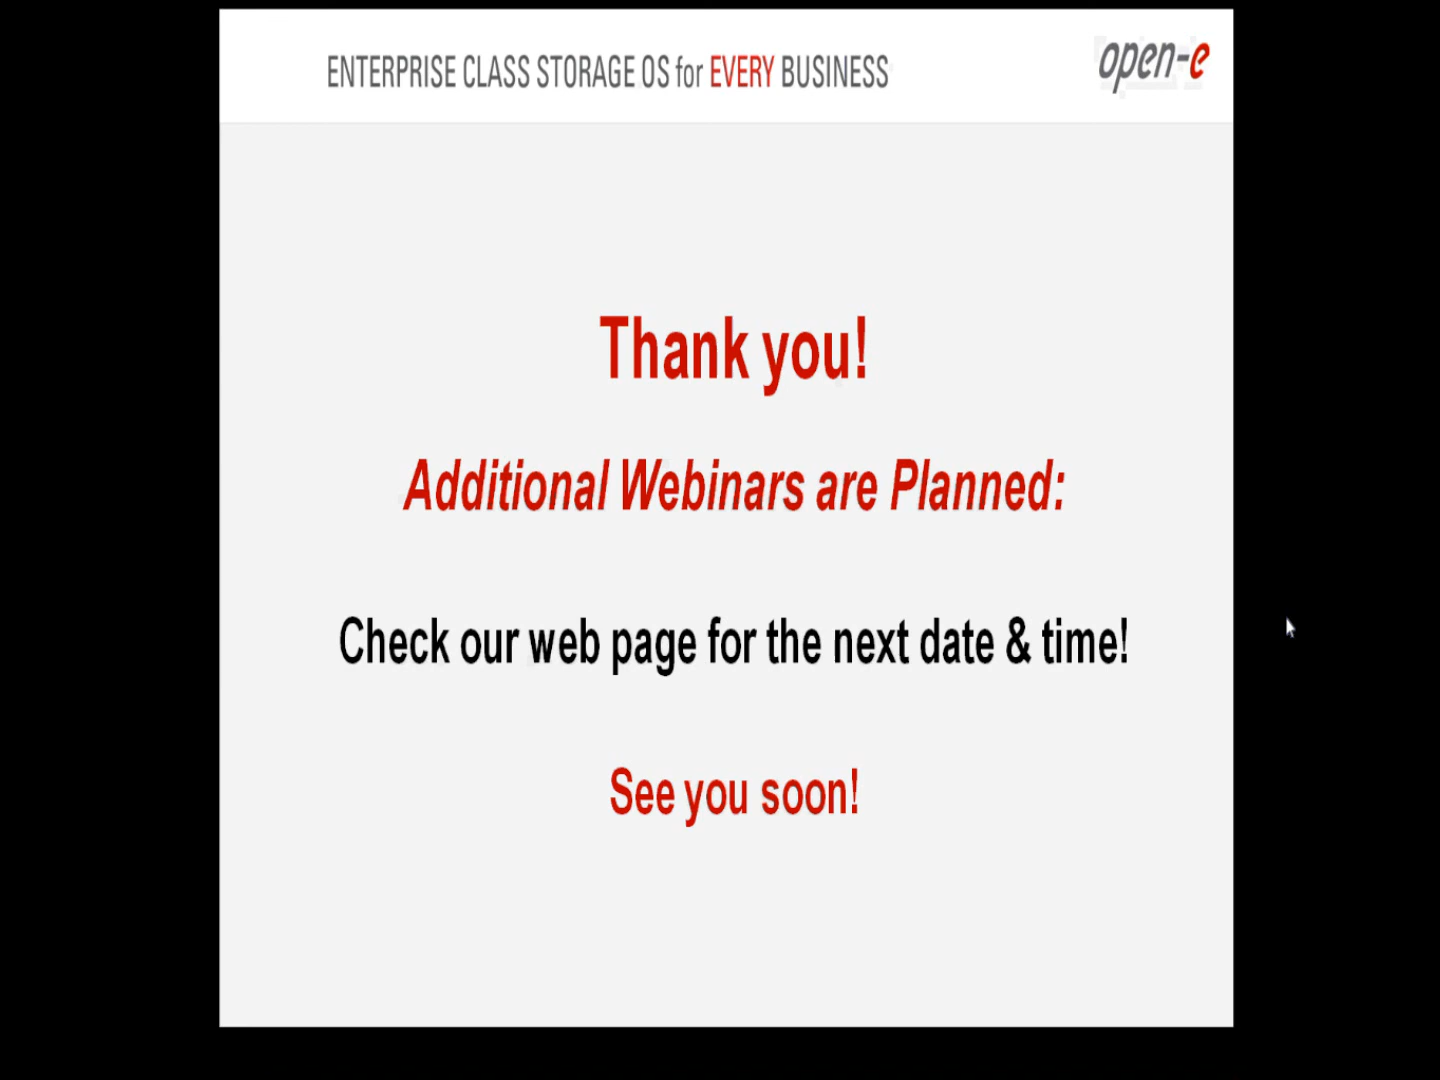 ENTERPRISE CLASS STORAGE OS for EVERY BUSINESS
open-e
Thank you!
Additional Webinars are Planned:
Check our web page for the next date & time!
See you soon!